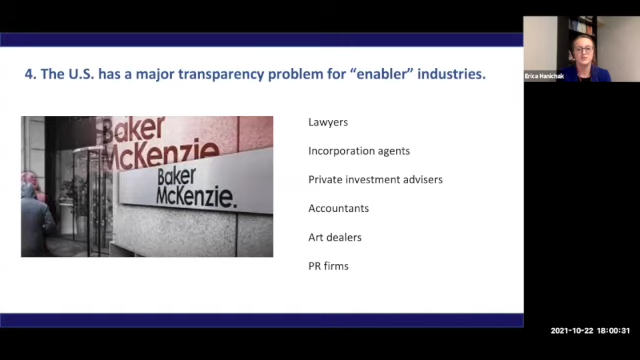 4. The U.S. has a major transparency problem for “enabler” industries.
Baker
McKenzie.
Baker
McKenzie.
Lawyers
Incorporation agents
Private investment advisers
Accountants
Art dealers
PR firms
Erica Hanichak
2021-10-22 18:00:31